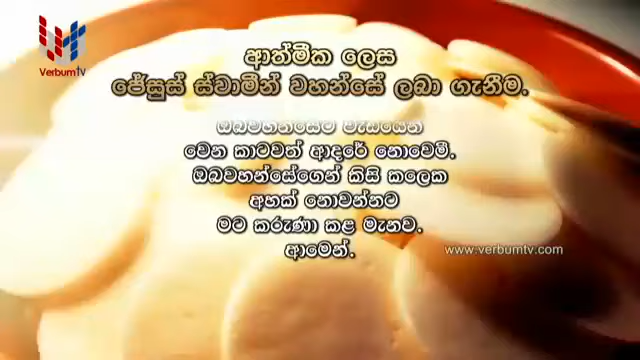 VerbumTV
ආත්මීක ලෙස
ජේසුස් ස්වාමීන් වහන්සේ ලබා ගැනීම.
ඔබවහන්සේට වැඩියෙන්
වෙන කාටවත් ආදරේ නොවෙමී.
ඔබවහන්සේගෙන් කිසි කලෙක
අහක් නොවන්නට
මට කරුණා කළ මැනව.
ආමෙන්.
www.verbumtv.com